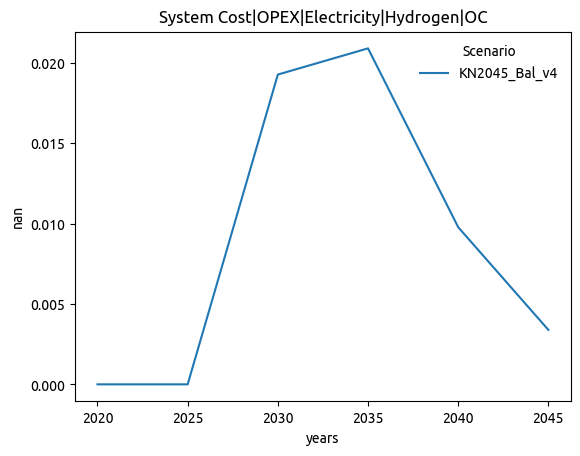 System Cost|OPEX|Electricity|Hydrogen|OC
Scenario
KN2045_Bal_v4
0.020
0.015
0.010
0.005
0.000
nan
2020 2025 2030 2035 2040 2045
years